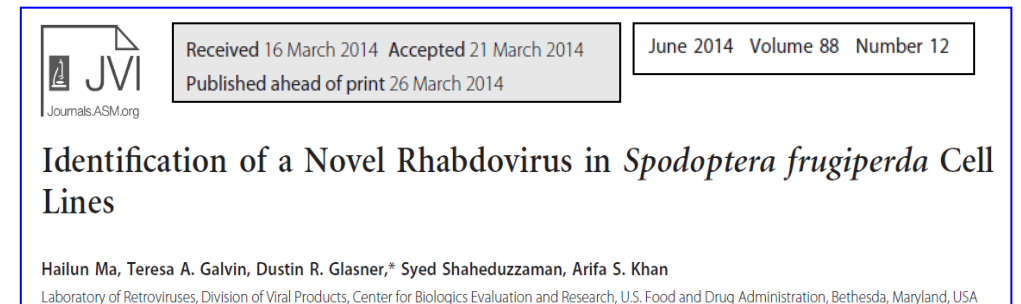 JVI
Journals.ASM.org
Received 16 March 2014 Accepted 21 March 2014
Published ahead of print 26 March 2014
June 2014 Volume 88 Number 12
Identification of a Novel Rhabdovirus in Spodoptera frugiperda Cell
Lines
Hailun Ma, Teresa A. Galvin, Dustin R. Glasner,* Syed Shaheduzzaman, Arifa S. Khan
Laboratory of Retroviruses, Division of Viral Products, Center for Biologics Evaluation and Research, U.S. Food and Drug Administration, Bethesda, Maryland, USA